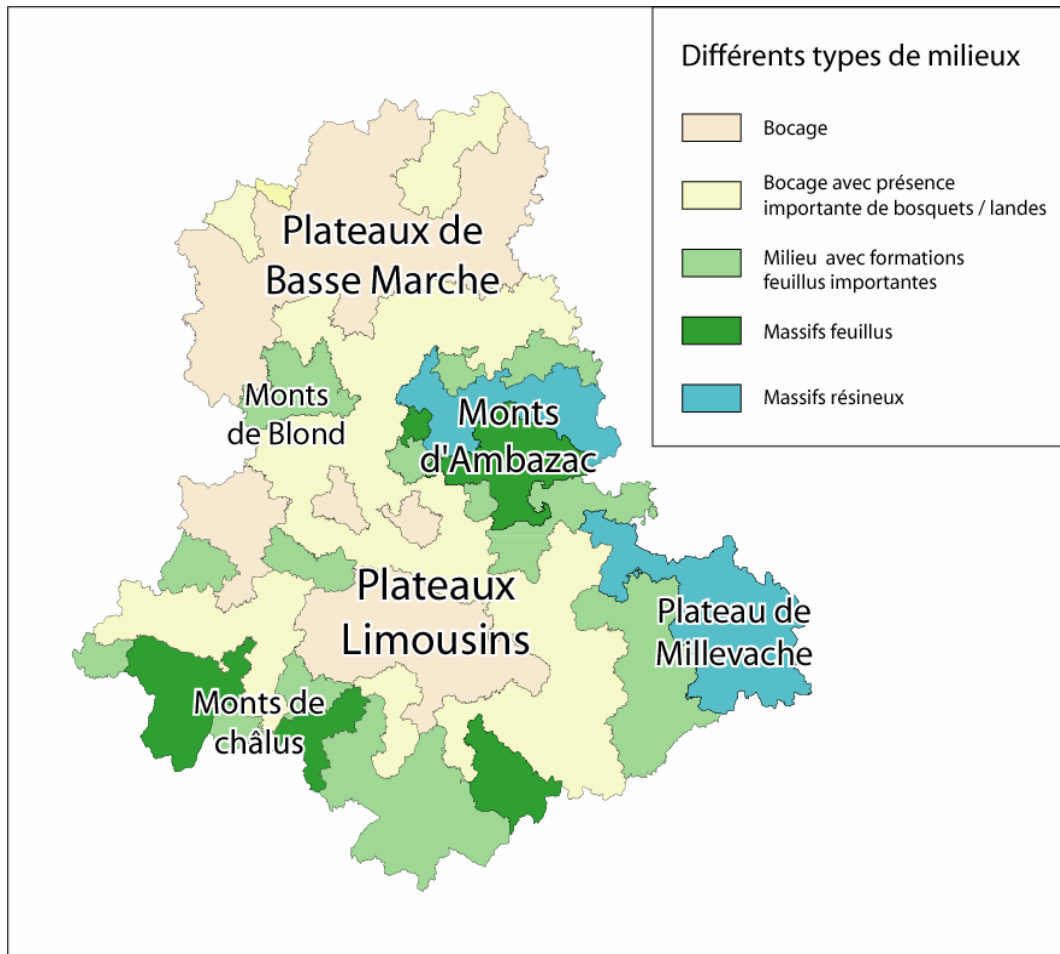 Différents types de milieux
Bocage
Bocage avec présence
importante de bosquets / landes
Milieu avec formations
feuillus importantes
Massifs feuillus
Massifs résineux
Plateaux de
Basse Marche
Monts
de Blond
Monts
d'Ambazac
Plateaux
Limousins
Plateau de
Millevache
Monts de
châlus